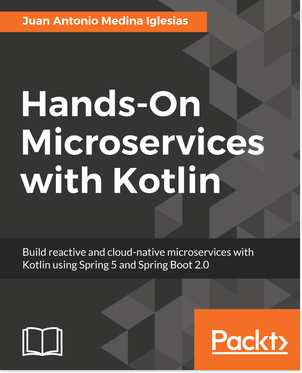 Juan Antonio Medina Iglesias
Hands-On
Microservices
with Kotlin
Build reactive and cloud-native microservices with
Kotlin using Spring 5 and Spring Boot 2.0
Packt>